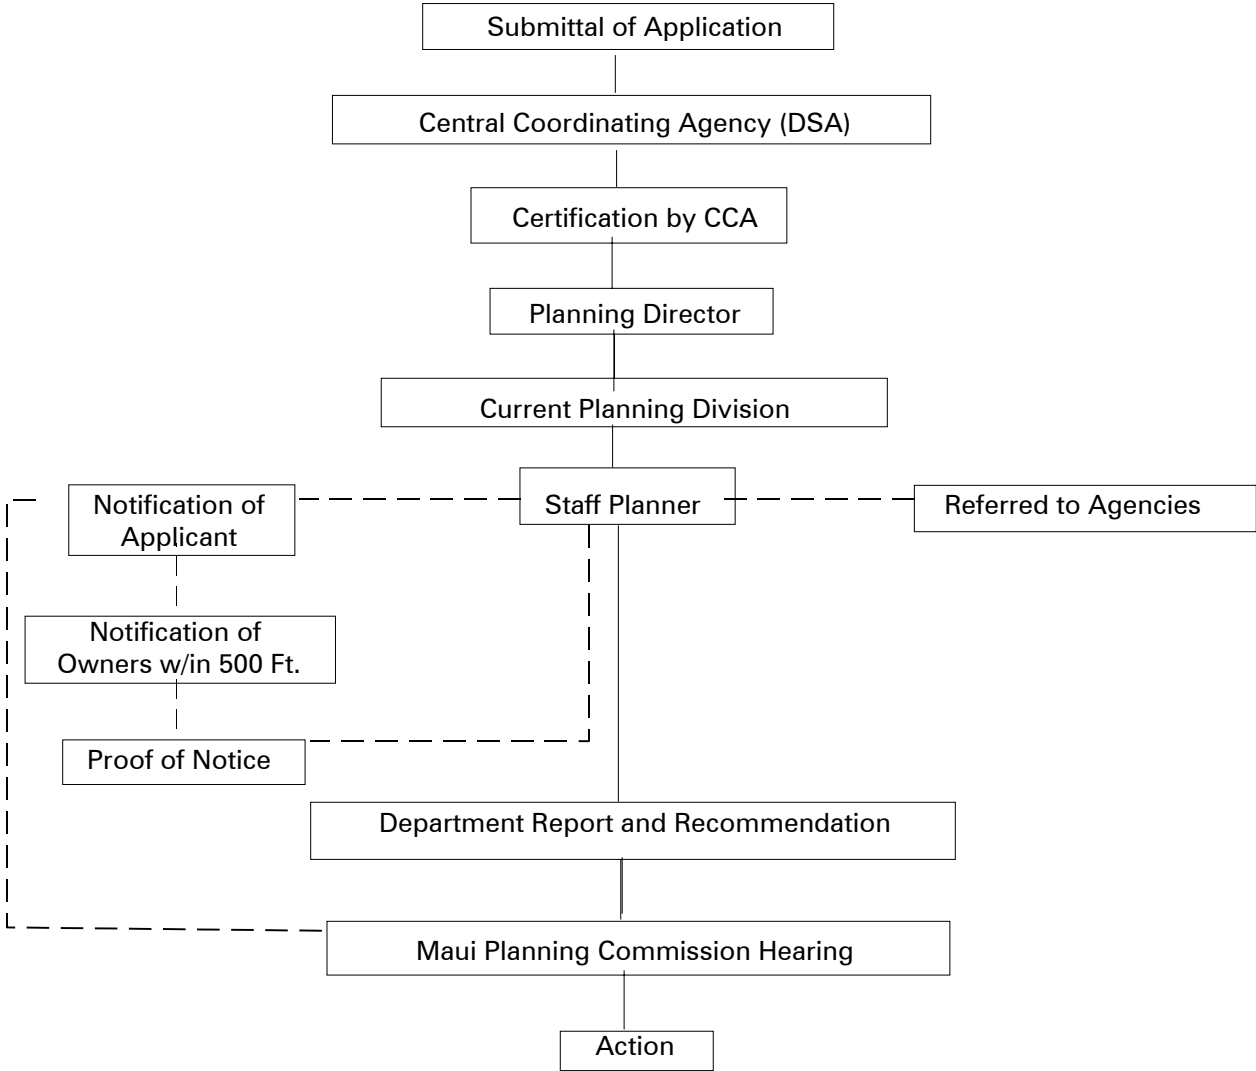 Submittal of Application
Central Coordinating Agency (DSA)
Certification by CCA
Planning Director
Current Planning Division
Notification of
Applicant
Staff Planner
Referred to Agencies
Notification of
Owners w/in 500 Ft.
Proof of Notice
Department Report and Recommendation
Maui Planning Commission Hearing
Action